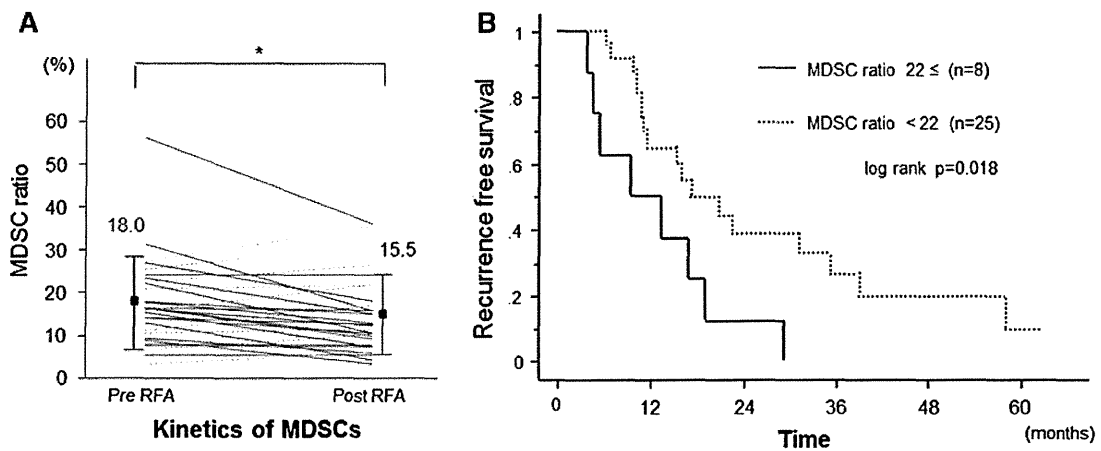 A
(%)
*
60
50
40
30
20
10
0
MDSC ratio
18.0
15.5
Pre RFA
Post RFA
Kinetics of MDSCs
B
1
.8
.6
.4
.2
0
Recurrence free survival
MDSC ratio 22 ≤ (n=8)
MDSC ratio < 22 (n=25)
log rank p=0.018
0 12 24 36 48 60
(months)
Time